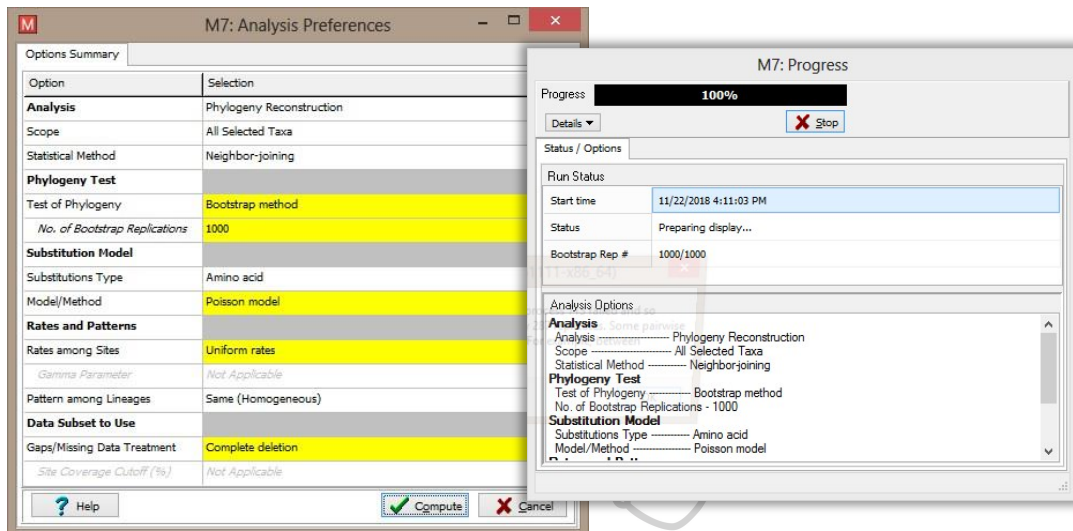 M7: Analysis Preferences
Options Summary
Option Selection
Analysis Phylogeny Reconstruction
Scope All Selected Taxa
Statistical Method Neighbor-joining
Phylogeny Test
Test of Phylogeny Bootstrap method
No. of Bootstrap Replications 1000
Substitution Model
Substitutions Type Amino acid
Model/Method Poisson model
Rates and Patterns
Rates among Sites Uniform rates
Gamma Parameter Not Applicable
Pattern among Lineages Same (Homogeneous)
Data Subset to Use
Gaps/Missing Data Treatment Complete deletion
Site Coverage Cutoff (%) Not Applicable
Help Compute Cancel
M7: Progress
Progress 100%
Details Stop
Status / Options
Run Status
Start time 11/22/2018 4:11:03 PM
Status Preparing display...
Bootstrap Rep # 1000/1000
Analysis Options
Analysis
Analysis ------------------------ Phylogeny Reconstruction
Scope ---------------------------- All Selected Taxa
Statistical Method ------------ Neighbor-joining
Phylogeny Test
Test of Phylogeny ------------- Bootstrap method
No. of Bootstrap Replications - 1000
Substitution Model
Substitutions Type ------------ Amino acid
Model/Method ------------------ Poisson model